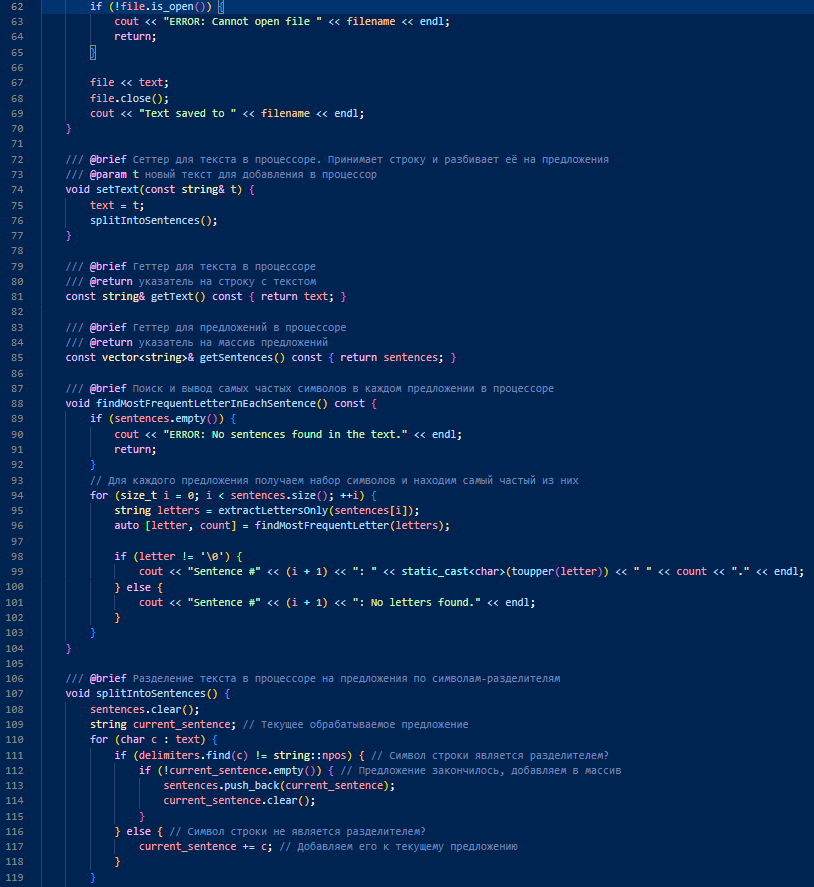 62 if (!file.is_open()) {
63 cout << "ERROR: Cannot open file " << filename << endl;
64 return;
65 }
66
67 file << text;
68 file.close();
69 cout << "Text saved to " << filename << endl;
70 }
71
72 /// @brief Сеттер для текста в процессоре. Принимает строку и разбивает её на предложения
73 /// @param t новый текст для добавления в процессор
74 void setText(const string& t) {
75 text = t;
76 splitIntoSentences();
77 }
78
79 /// @brief Геттер для текста в процессоре
80 /// @return указатель на строку с текстом
81 const string& getText() const { return text; }
82
83 /// @brief Геттер для предложений в процессоре
84 /// @return указатель на массив предложений
85 const vector<string>& getSentences() const { return sentences; }
86
87 /// @brief Поиск и вывод самых частых символов в каждом предложении в процессоре
88 void findMostFrequentLetterInEachSentence() const {
89 if (sentences.empty()) {
90 cout << "ERROR: No sentences found in the text." << endl;
91 return;
92 }
93 // Для каждого предложения получаем набор символов и находим самый частый из них
94 for (size_t i = 0; i < sentences.size(); ++i) {
95 string letters = extractLettersOnly(sentences[i]);
96 auto [letter, count] = findMostFrequentLetter(letters);
97
98 if (letter != '\0') {
99 cout << "Sentence #" << (i + 1) << ": " << static_cast<char>(toupper(letter)) << " " << count << "." << endl;
100 } else {
101 cout << "Sentence #" << (i + 1) << ": No letters found." << endl;
102 }
103 }
104 }
105
106 /// @brief Разделение текста в процессоре на предложения по символам-разделителям
107 void splitIntoSentences() {
108 sentences.clear();
109 string current_sentence; // Текущее обрабатываемое предложение
110 for (char c : text) {
111 if (delimiters.find(c) != string::npos) { // Символ строки является разделителем?
112 if (!current_sentence.empty()) { // Предложение закончилось, добавляем в массив
113 sentences.push_back(current_sentence);
114 current_sentence.clear();
115 }
116 } else { // Символ строки не является разделителем?
117 current_sentence += c; // Добавляем его к текущему предложению
118 }
119 }